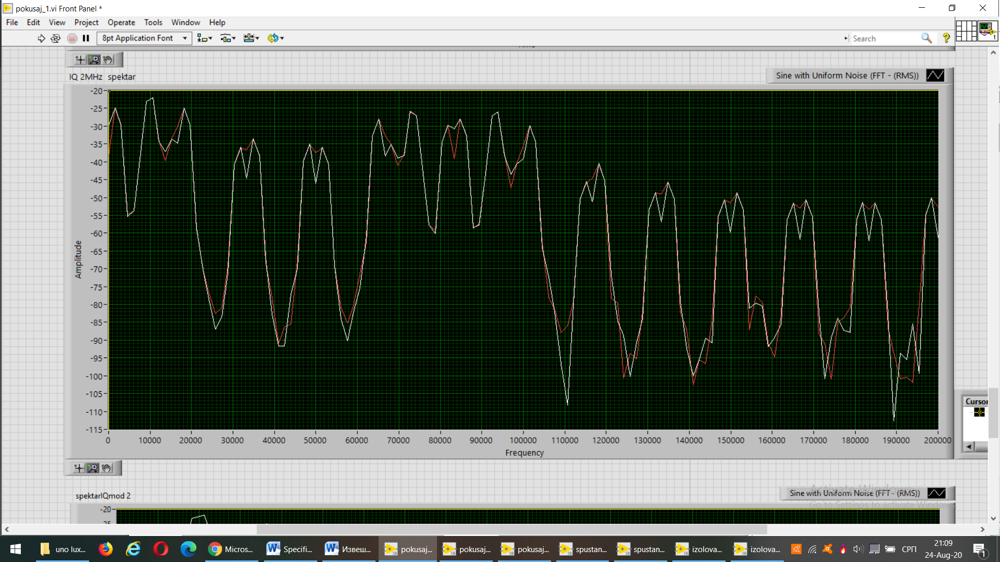 pokusaj_1.vi Front Panel *
File Edit View Project Operate Tools Window Help
8pt Application Font
Search
1
IQ 2MHz spektar
Sine with Uniform Noise (FFT - (RMS))
-20
-25
-30
-35
-40
-45
-50
-55
-60
-65
-70
-75
-80
-85
-90
-95
-100
-105
-110
-115
Amplitude
0 10000 20000 30000 40000 50000 60000 70000 80000 90000 100000 110000 120000 130000 140000 150000 160000 170000 180000 190000 200000
Frequency
Cursor
spektarIQmod 2
Sine with Uniform Noise (FFT - (RMS))
Activate Windows
Go to Settings to activate Windows.
-20
uno lux... Micros... Specifi... Извеш... pokusaj... pokusaj... pokusaj... spustan... spustan... izolova... izolova... СРП
21:09
24-Aug-20
1